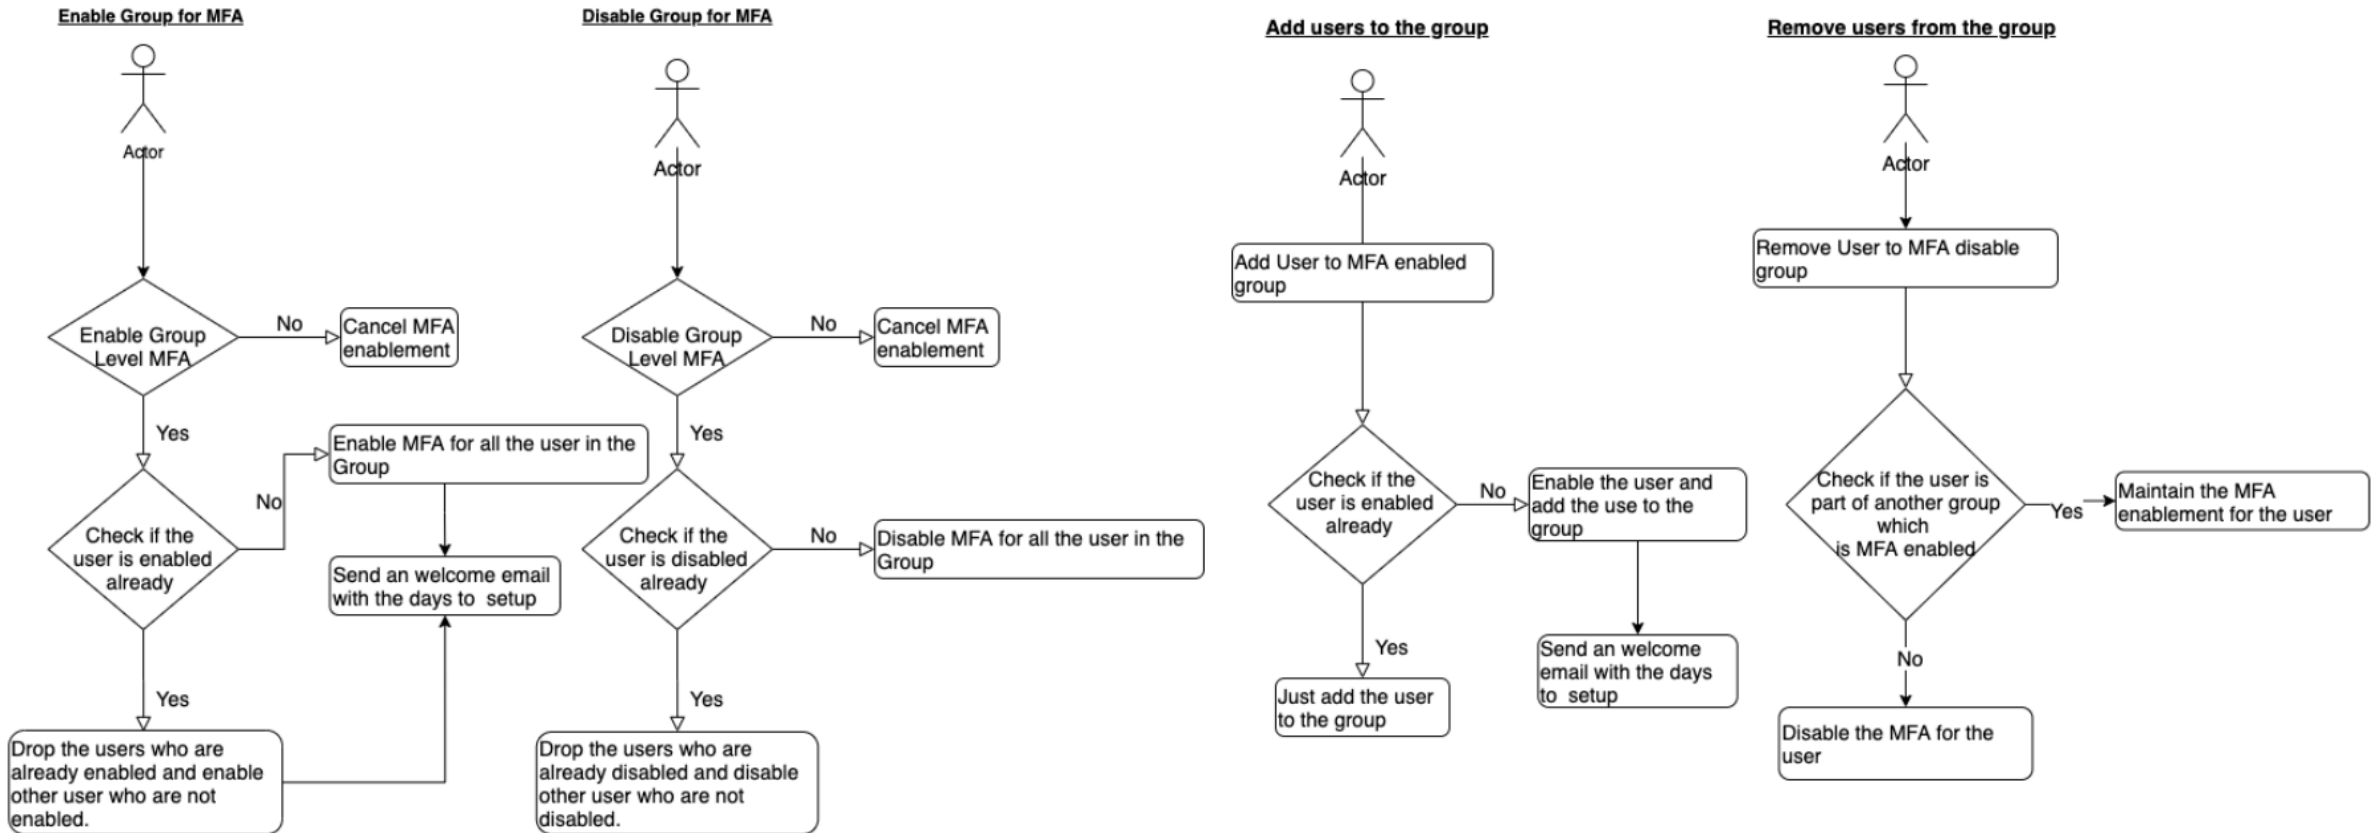 Enable Group for MFA
Actor
Enable Group
Level MFA
No
Cancel MFA
enablement
Yes
Check if the
user is enabled
already
No
Enable MFA for all the user in the
Group
Send an welcome email
with the days to  setup
Yes
Drop the users who are
already enabled and enable
other user who are not
enabled.
Disable Group for MFA
Actor
Disable Group
Level MFA
No
Cancel MFA
enablement
Yes
Check if the
user is disabled
already
No
Disable MFA for all the user in the
Group
Yes
Drop the users who are
already disabled and disable
other user who are not
disabled.
Add users to the group
Actor
Add User to MFA enabled
group
Check if the
user is enabled
already
No
Enable the user and
add the use to the
group
Send an welcome
email with the days
to  setup
Yes
Just add the user
to the group
Remove users from the group
Actor
Remove User to MFA disable
group
Check if the user is
part of another group
which
is MFA enabled
Yes
Maintain the MFA
enablement for the user
No
Disable the MFA for the
user